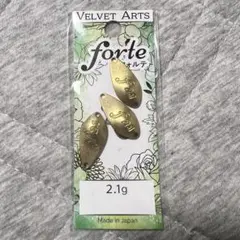 VELVET ARTS
forte
フォルテ
2.1g
Made in Japan